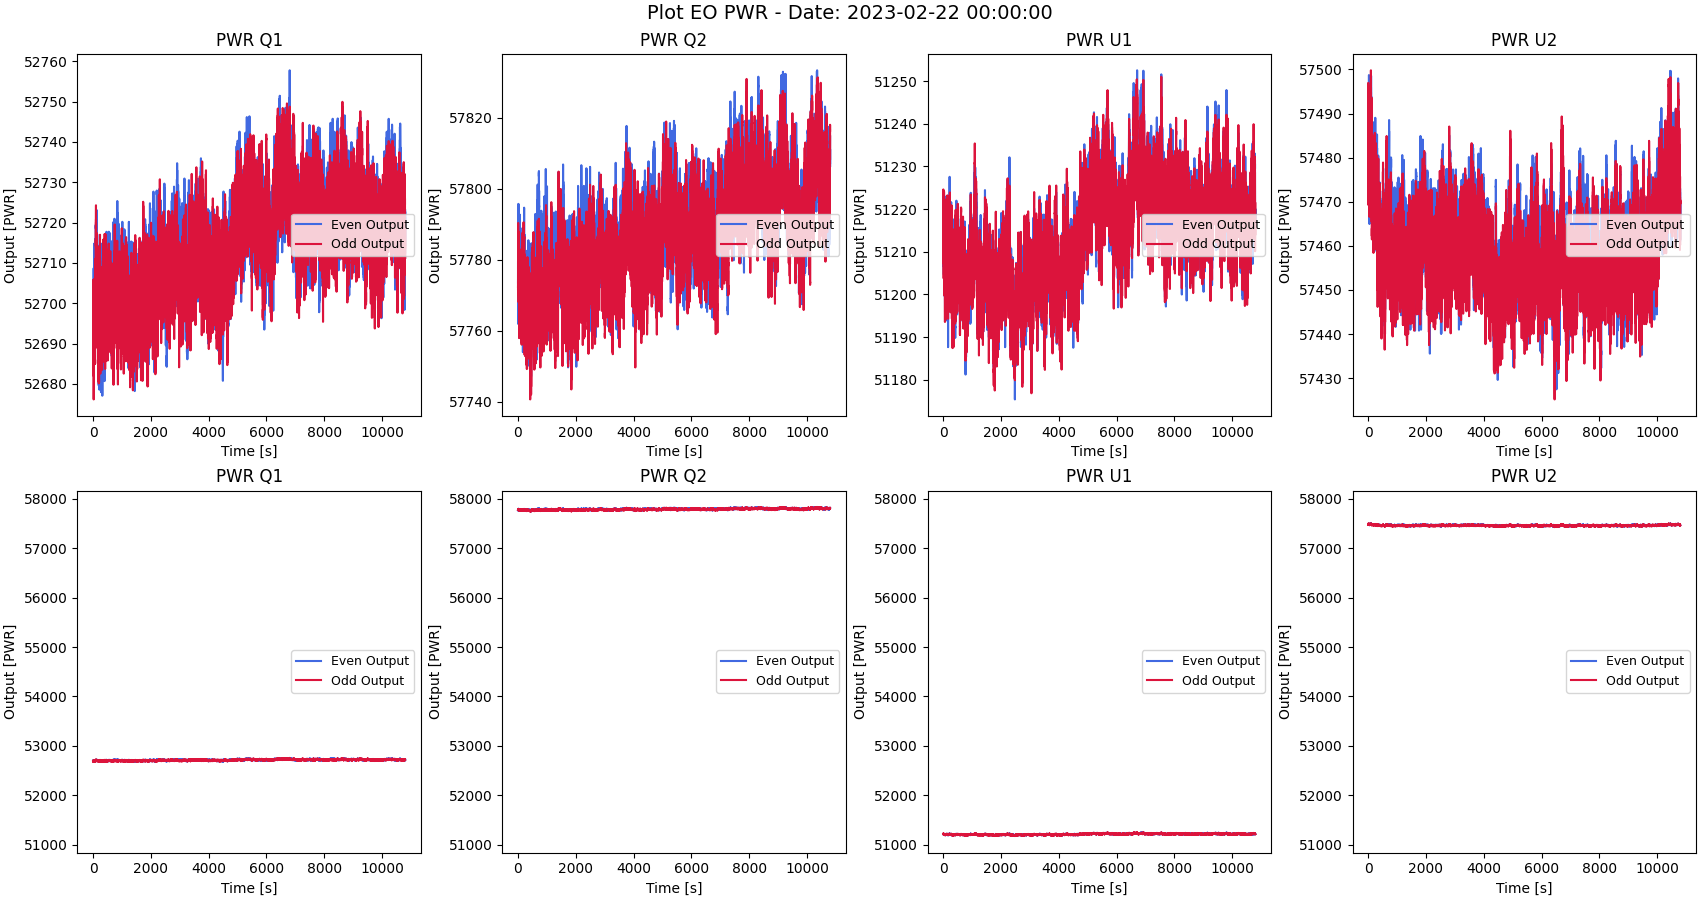 Plot EO PWR - Date: 2023-02-22 00:00:00
PWR Q1
Output [PWR]
52760
52750
52740
52730
52720
52710
52700
52690
52680
Even Output
Odd Output
0 2000 4000 6000 8000 10000
Time [s]
PWR Q2
Output [PWR]
57820
57800
57780
57760
57740
Even Output
Odd Output
0 2000 4000 6000 8000 10000
Time [s]
PWR U1
Output [PWR]
51250
51240
51230
51220
51210
51200
51190
51180
Even Output
Odd Output
0 2000 4000 6000 8000 10000
Time [s]
PWR U2
Output [PWR]
57500
57490
57480
57470
57460
57450
57440
57430
Even Output
Odd Output
0 2000 4000 6000 8000 10000
Time [s]
PWR Q1
Output [PWR]
58000
57000
56000
55000
54000
53000
52000
51000
Even Output
Odd Output
0 2000 4000 6000 8000 10000
Time [s]
PWR Q2
Output [PWR]
58000
57000
56000
55000
54000
53000
52000
51000
Even Output
Odd Output
0 2000 4000 6000 8000 10000
Time [s]
PWR U1
Output [PWR]
58000
57000
56000
55000
54000
53000
52000
51000
Even Output
Odd Output
0 2000 4000 6000 8000 10000
Time [s]
PWR U2
Output [PWR]
58000
57000
56000
55000
54000
53000
52000
51000
Even Output
Odd Output
0 2000 4000 6000 8000 10000
Time [s]